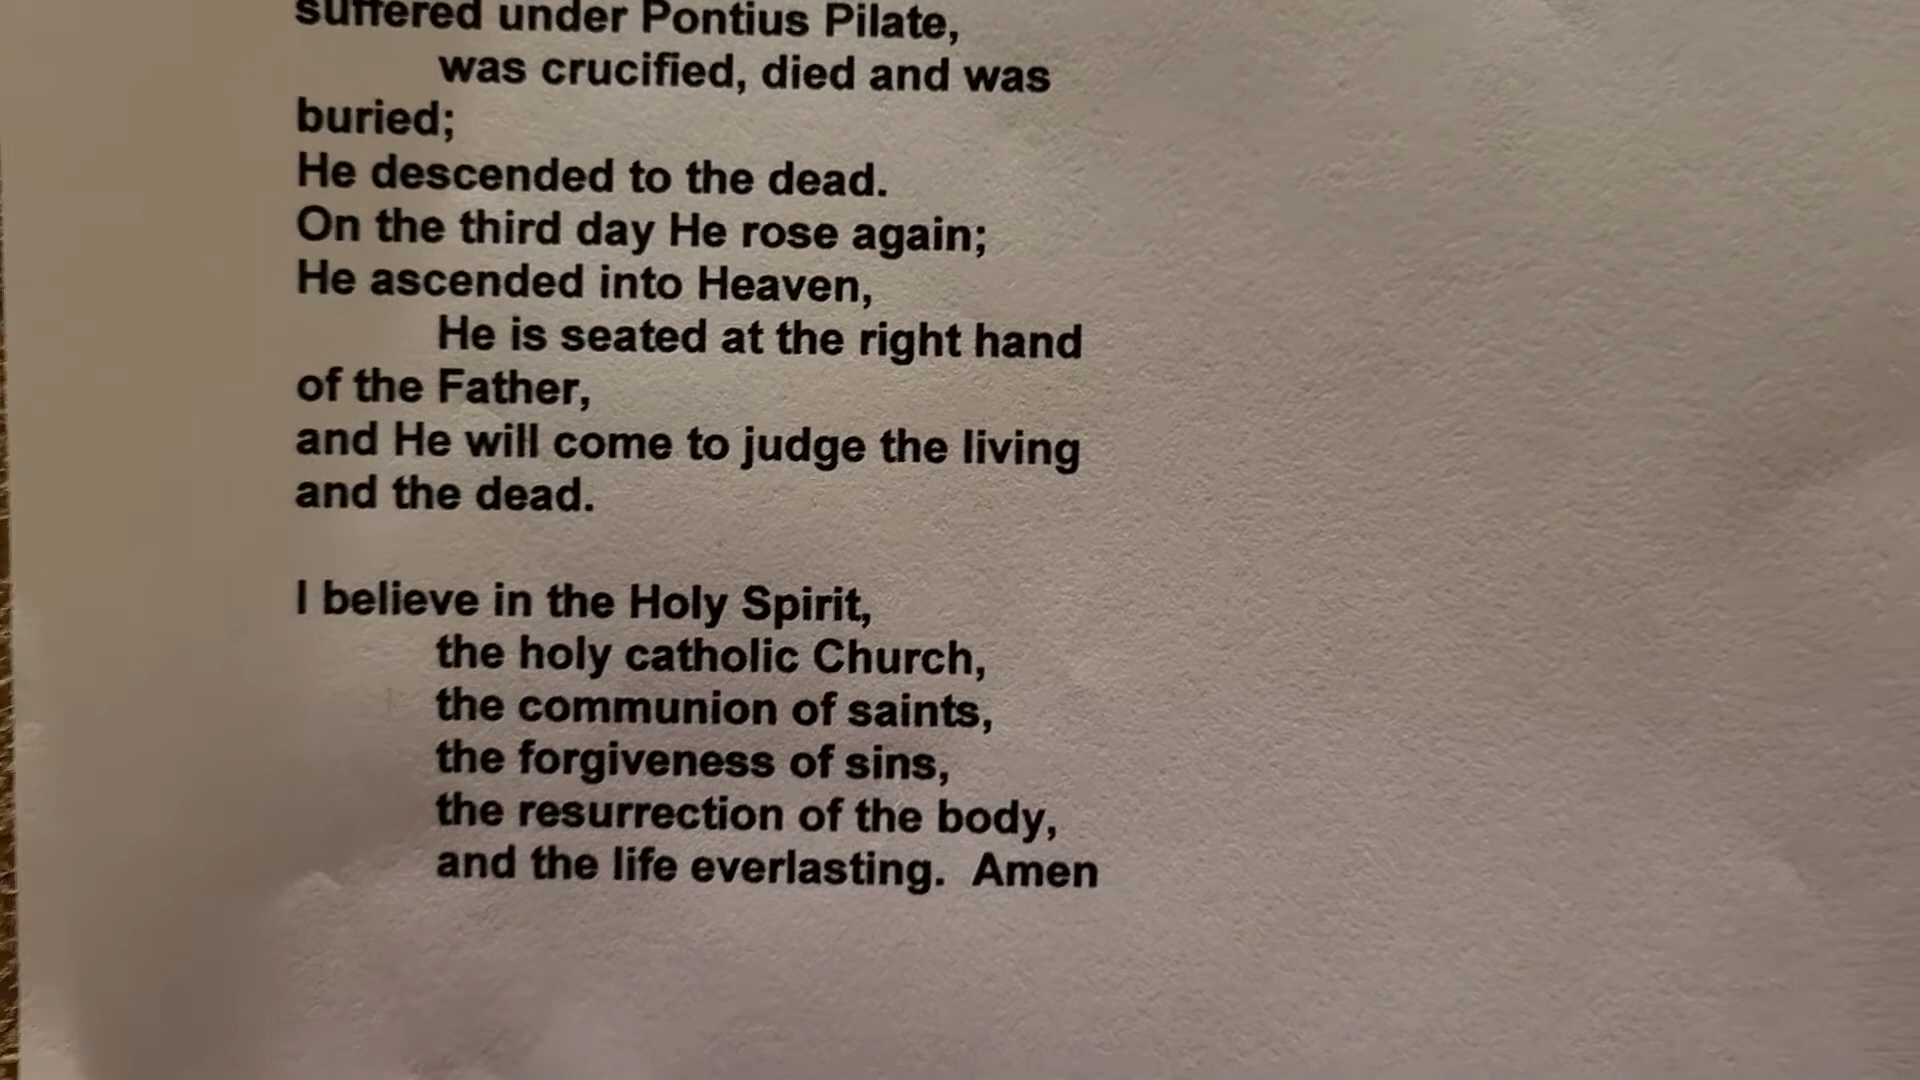 suffered under Pontius Pilate,
was crucified, died and was
buried;
He descended to the dead.
On the third day He rose again;
He ascended into Heaven,
He is seated at the right hand
of the Father,
and He will come to judge the living
and the dead.
I believe in the Holy Spirit,
the holy catholic Church,
the communion of saints,
the forgiveness of sins,
the resurrection of the body,
and the life everlasting. Amen